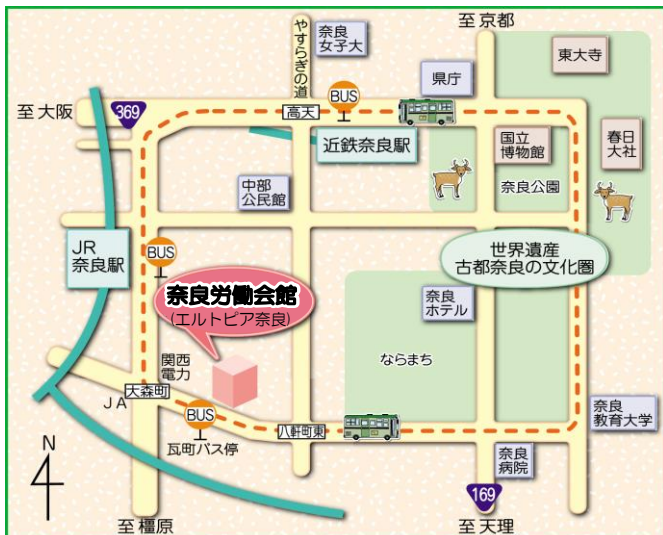 至京都
やすらぎの道
奈良
女子大
東大寺
県庁
BUS
至大阪
369
高天
近鉄奈良駅
国立
博物館
春日
大社
中部
公民館
奈良公園
JR
奈良駅
BUS
世界遺産
古都奈良の文化圏
奈良労働会館
(エルトピア奈良)
奈良
ホテル
ならまち
関西
電力
大森町
JA
BUS
瓦町バス停
八軒町東
奈良
教育大学
奈良
病院
N
169
至橿原
至天理